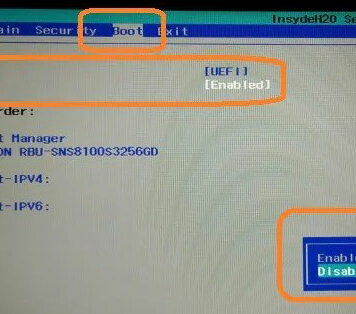 InsydeH20 Se
ain Security Boot Exit
[UEFI]
[Enabled]
rder:
t Manager
ON RBU-SNS8100S3256GD
t-IPV4:
t-IPV6:
Enabl
Disab